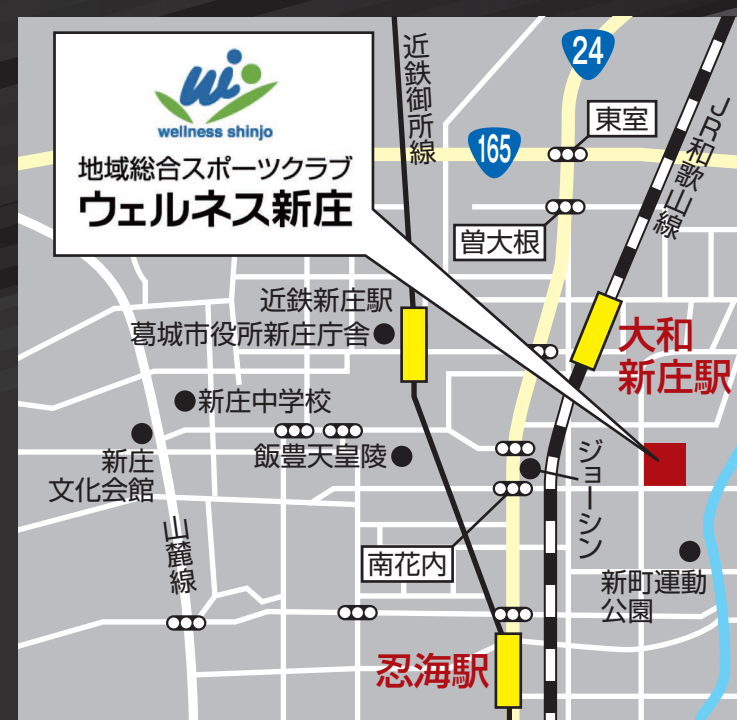 wi
wellness shinjo
地域総合スポーツクラブ
ウェルネス新庄
近鉄御所線
24
165
東室
JR和歌山線
曽大根
近鉄新庄駅
葛城市役所新庄庁舎
大和
新庄駅
新庄中学校
新庄
文化会館
飯豊天皇陵
ジョーシン
山麓線
南花内
新町運動
公園
忍海駅